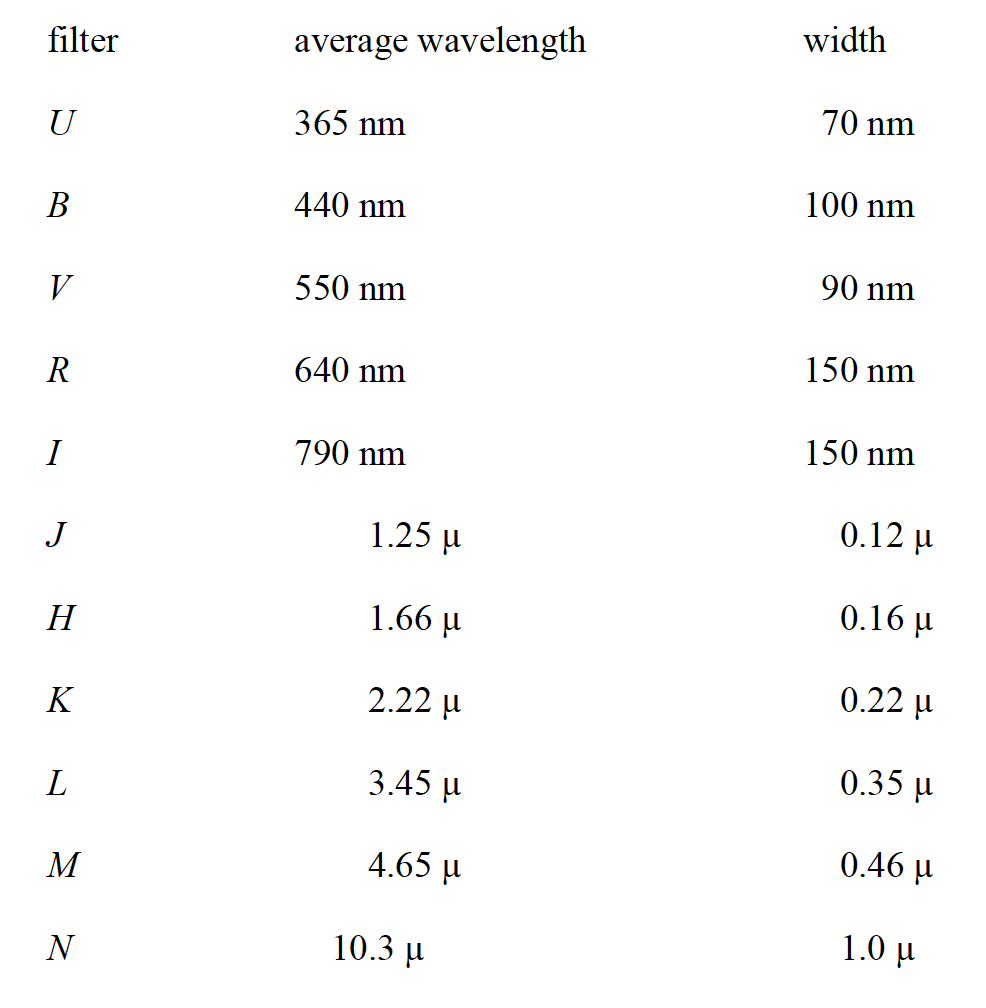 filter average wavelength width
U 365 nm 70 nm
B 440 nm 100 nm
V 550 nm 90 nm
R 640 nm 150 nm
I 790 nm 150 nm
J 1.25 μ 0.12 μ
H 1.66 μ 0.16 μ
K 2.22 μ 0.22 μ
L 3.45 μ 0.35 μ
M 4.65 μ 0.46 μ
N 10.3 μ 1.0 μ